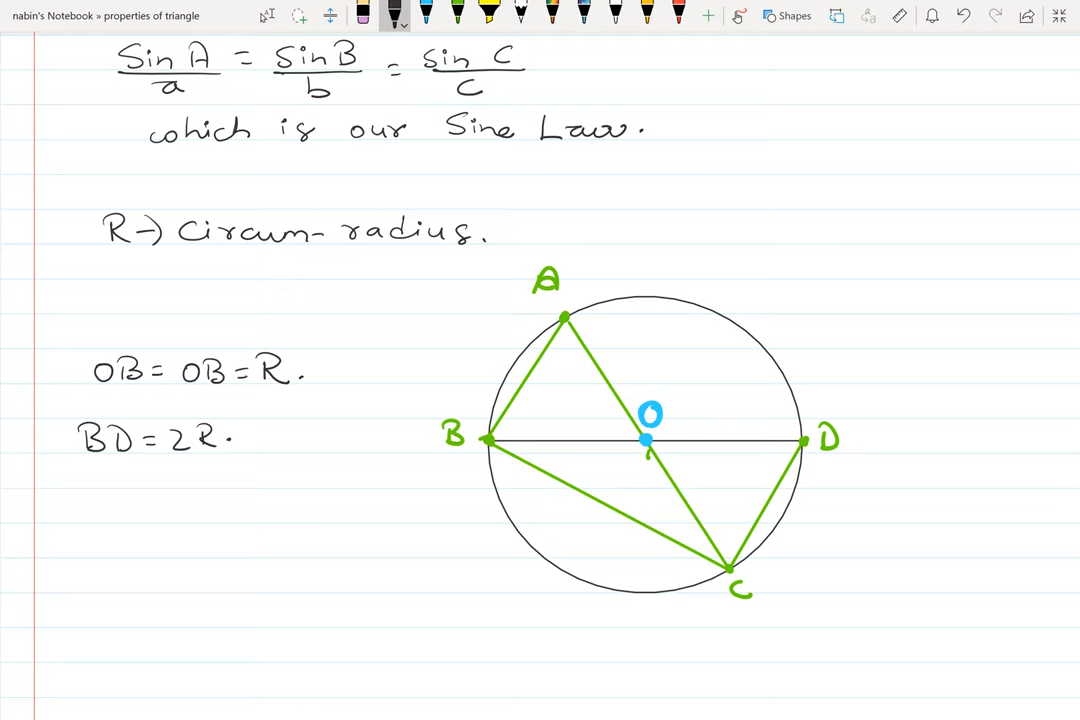 nabin's Notebook » properties of triangle
Shapes
Sin A / a = Sin B / b = Sin C / c
which is our Sine Law.
R → Circum-radius.
A
OB = OB = R.
O
BD = 2R.
B
D
C